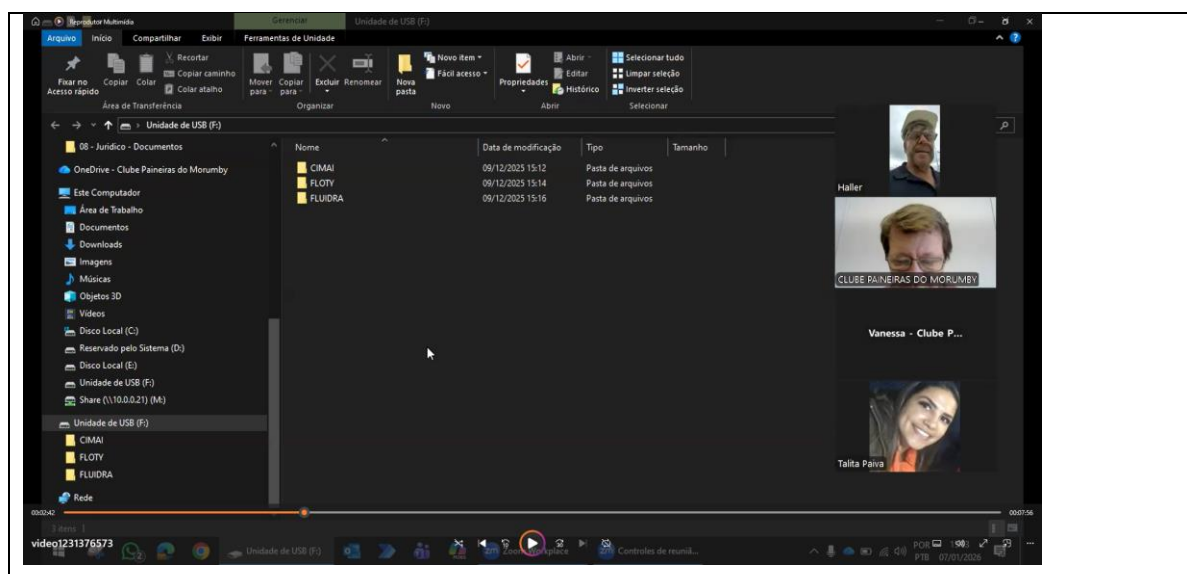 Reprodutor Multimídia
Gerenciar
Unidade de USB (F:)
Arquivo
Início
Compartilhar
Exibir
Ferramentas de Unidade
Fixar no
Acesso rápido
Copiar
Colar
Recortar
Copiar caminho
Colar atalho
Mover
para
Copiar
para
Excluir
Renomear
Nova
pasta
Novo item
Fácil acesso
Propriedades
Abrir
Editar
Histórico
Selecionar tudo
Limpar seleção
Inverter seleção
Área de Transferência
Organizar
Novo
Abrir
Selecionar
Unidade de USB (F:)
08 - Juridico - Documentos
OneDrive - Clube Paineiras do Morumby
Este Computador
Área de Trabalho
Documentos
Downloads
Imagens
Músicas
Objetos 3D
Vídeos
Disco Local (C:)
Reservado pelo Sistema (D:)
Disco Local (E:)
Unidade de USB (F:)
Share (\\10.0.0.21) (M:)
Unidade de USB (F:)
CIMAI
FLOTY
FLUIDRA
Rede
Nome
Data de modificação
Tipo
Tamanho
CIMAI
09/12/2025 15:12
Pasta de arquivos
FLOTY
09/12/2025 15:14
Pasta de arquivos
FLUIDRA
09/12/2025 15:16
Pasta de arquivos
Haller
CLUBE PAINEIRAS DO MORUMBY
Vanessa - Clube P...
Talita Paiva
00:02:42
00:07:56
3 itens
video1231376573
Unidade de USB (F:)
Zoom Workplace
Controles de reuniã...
POR
PTB
07/01/2026